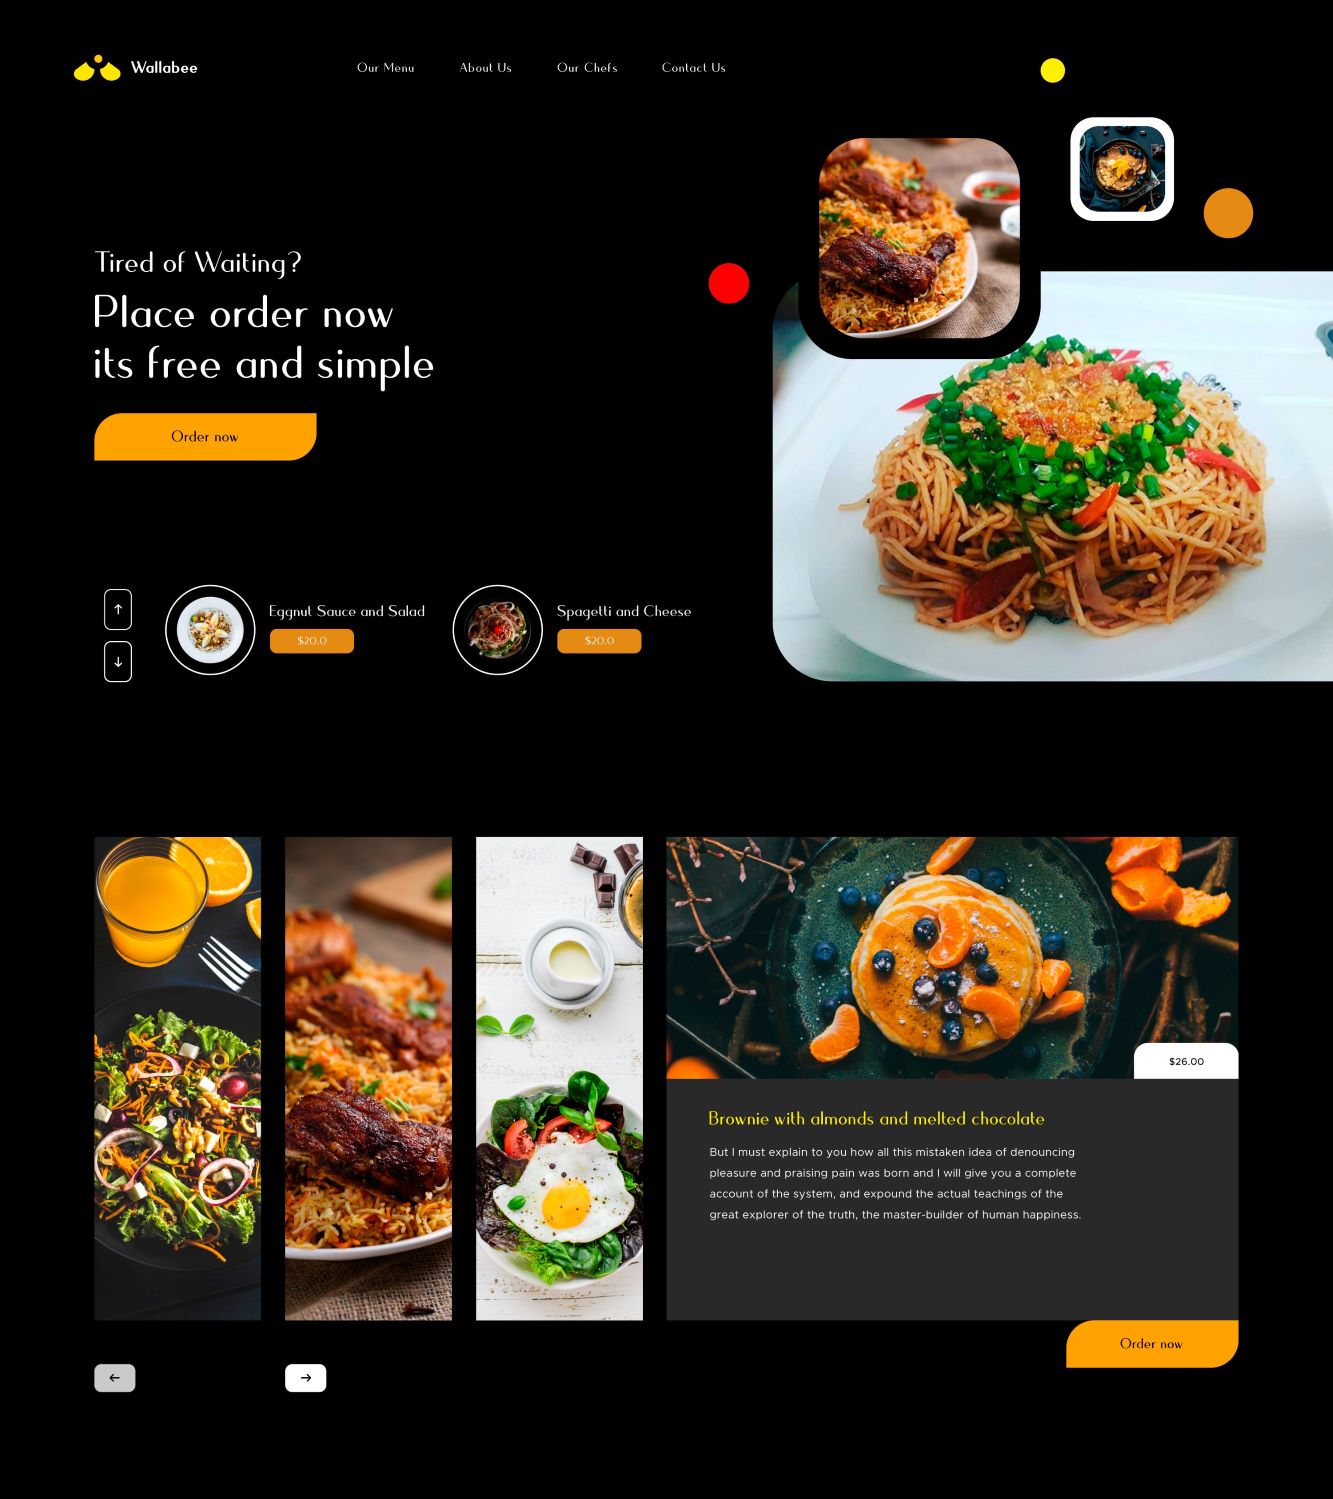 Wallabee
Our Menu
About Us
Our Chefs
Contact Us
Tired of Waiting?
Place order now
its free and simple
Order now
Eggnut Sauce and Salad
$20.0
Spagetti and Cheese
$20.0
$26.00
Brownie with almonds and melted chocolate
But I must explain to you how all this mistaken idea of denouncing
pleasure and praising pain was born and I will give you a complete
account of the system, and expound the actual teachings of the
great explorer of the truth, the master-builder of human happiness.
Order now